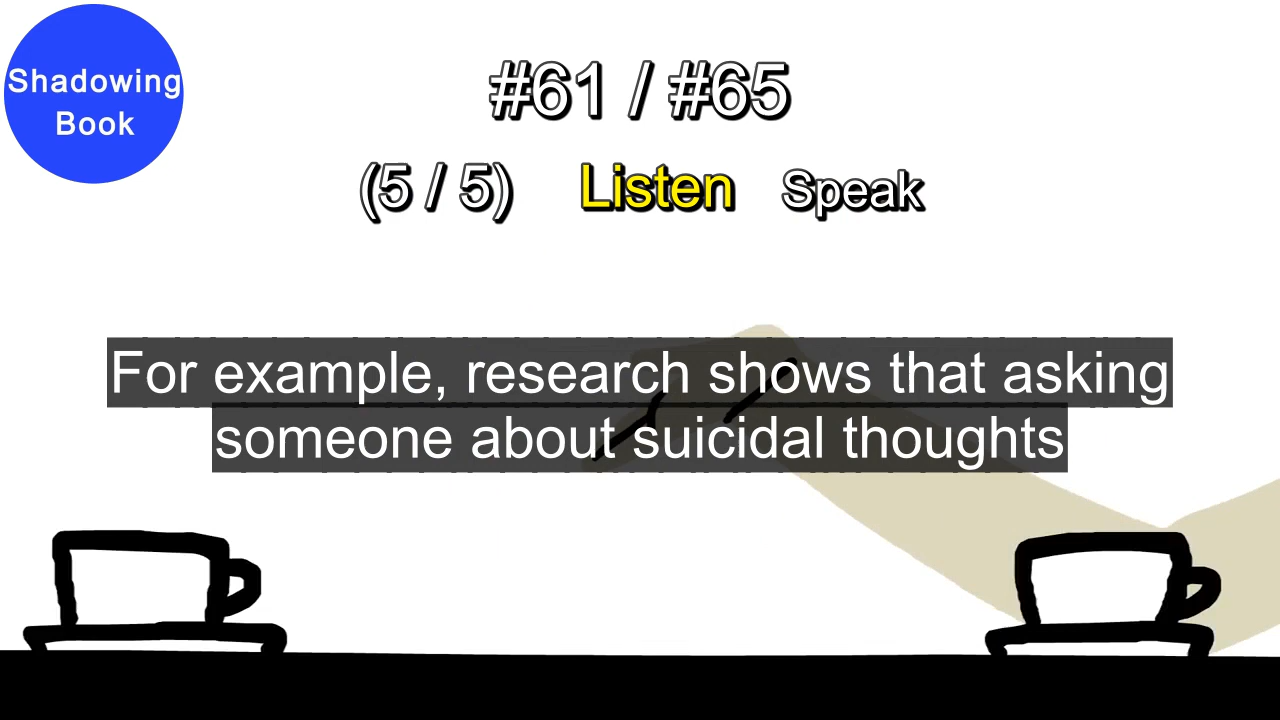 Shadowing
Book
#61 / #65
(5 / 5) Listen Speak
For example, research shows that asking
someone about suicidal thoughts